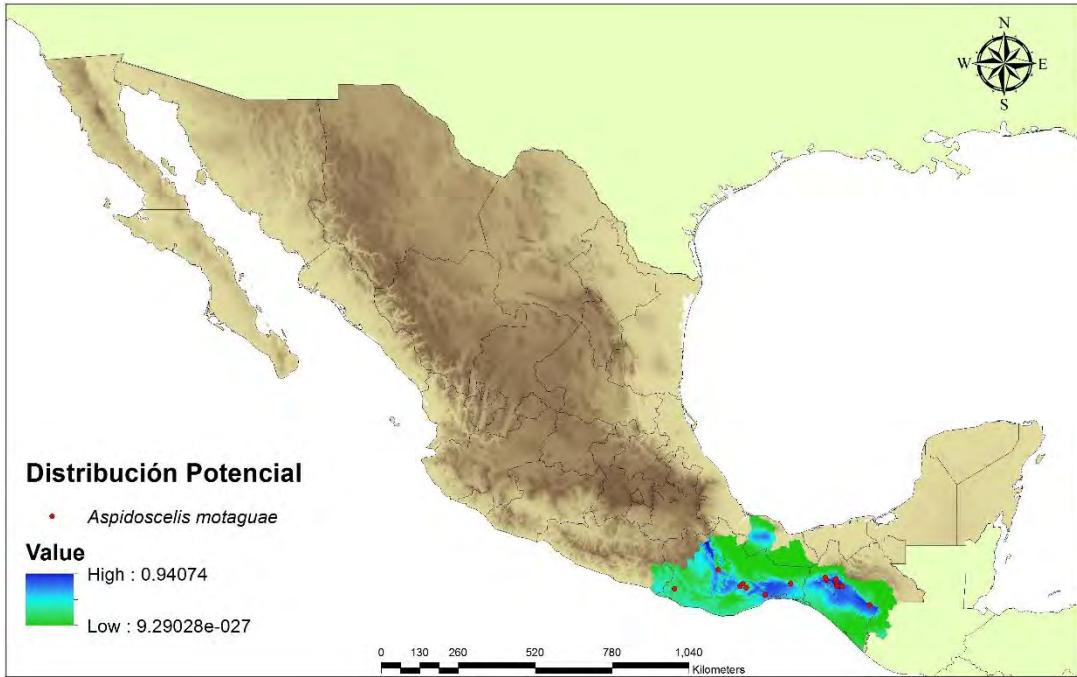 N
W E
S
Distribución Potencial
Aspidoscelis motaguae
Value
High : 0.94074
Low : 9.29028e-027
0 130 260 520 780 1,040
Kilometers